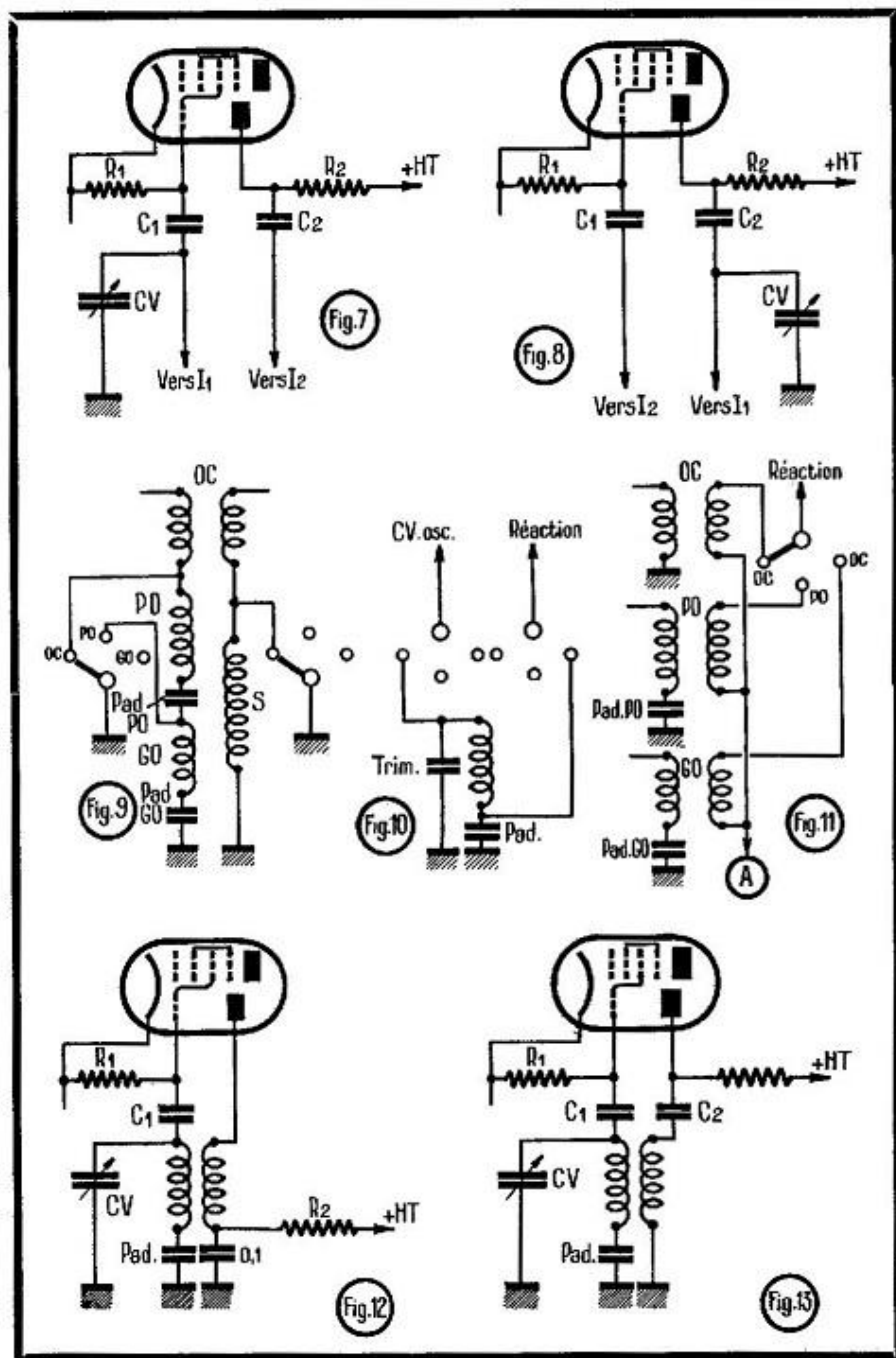 R1
R2
+HT
C1
C2
CV
Vers I1
Vers I2
Fig.7
R1
R2
+HT
C1
C2
CV
Vers I2
Vers I1
Fig.8
OC
PO
PO
OC
GO
Pad
PO
GO
Pad
GO
S
Fig.9
CV.osc.
Réaction
Trim.
Pad.
Fig.10
OC
Réaction
OC
OC
PO
PO
Pad.PO
GO
Pad.GO
A
Fig.11
R1
C1
CV
R2
+HT
Pad.
0,1
Fig.12
R1
+HT
C1
C2
CV
Pad.
Fig.13